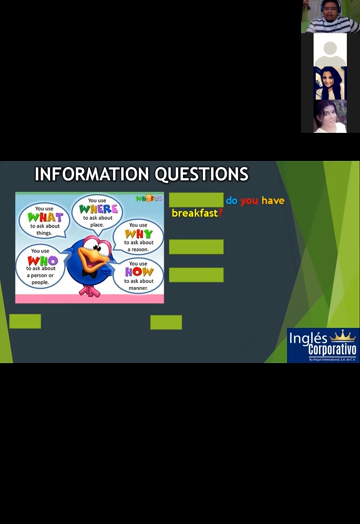 INFORMATION QUESTIONS
You use
WHAT
to ask about
things.
You use
WHERE
to ask about
place.
You use
WHY
to ask about
a reason.
You use
WHO
to ask about
a person or
people.
You use
HOW
to ask about
manner.
do you have
breakfast?
Inglés
Corporativo